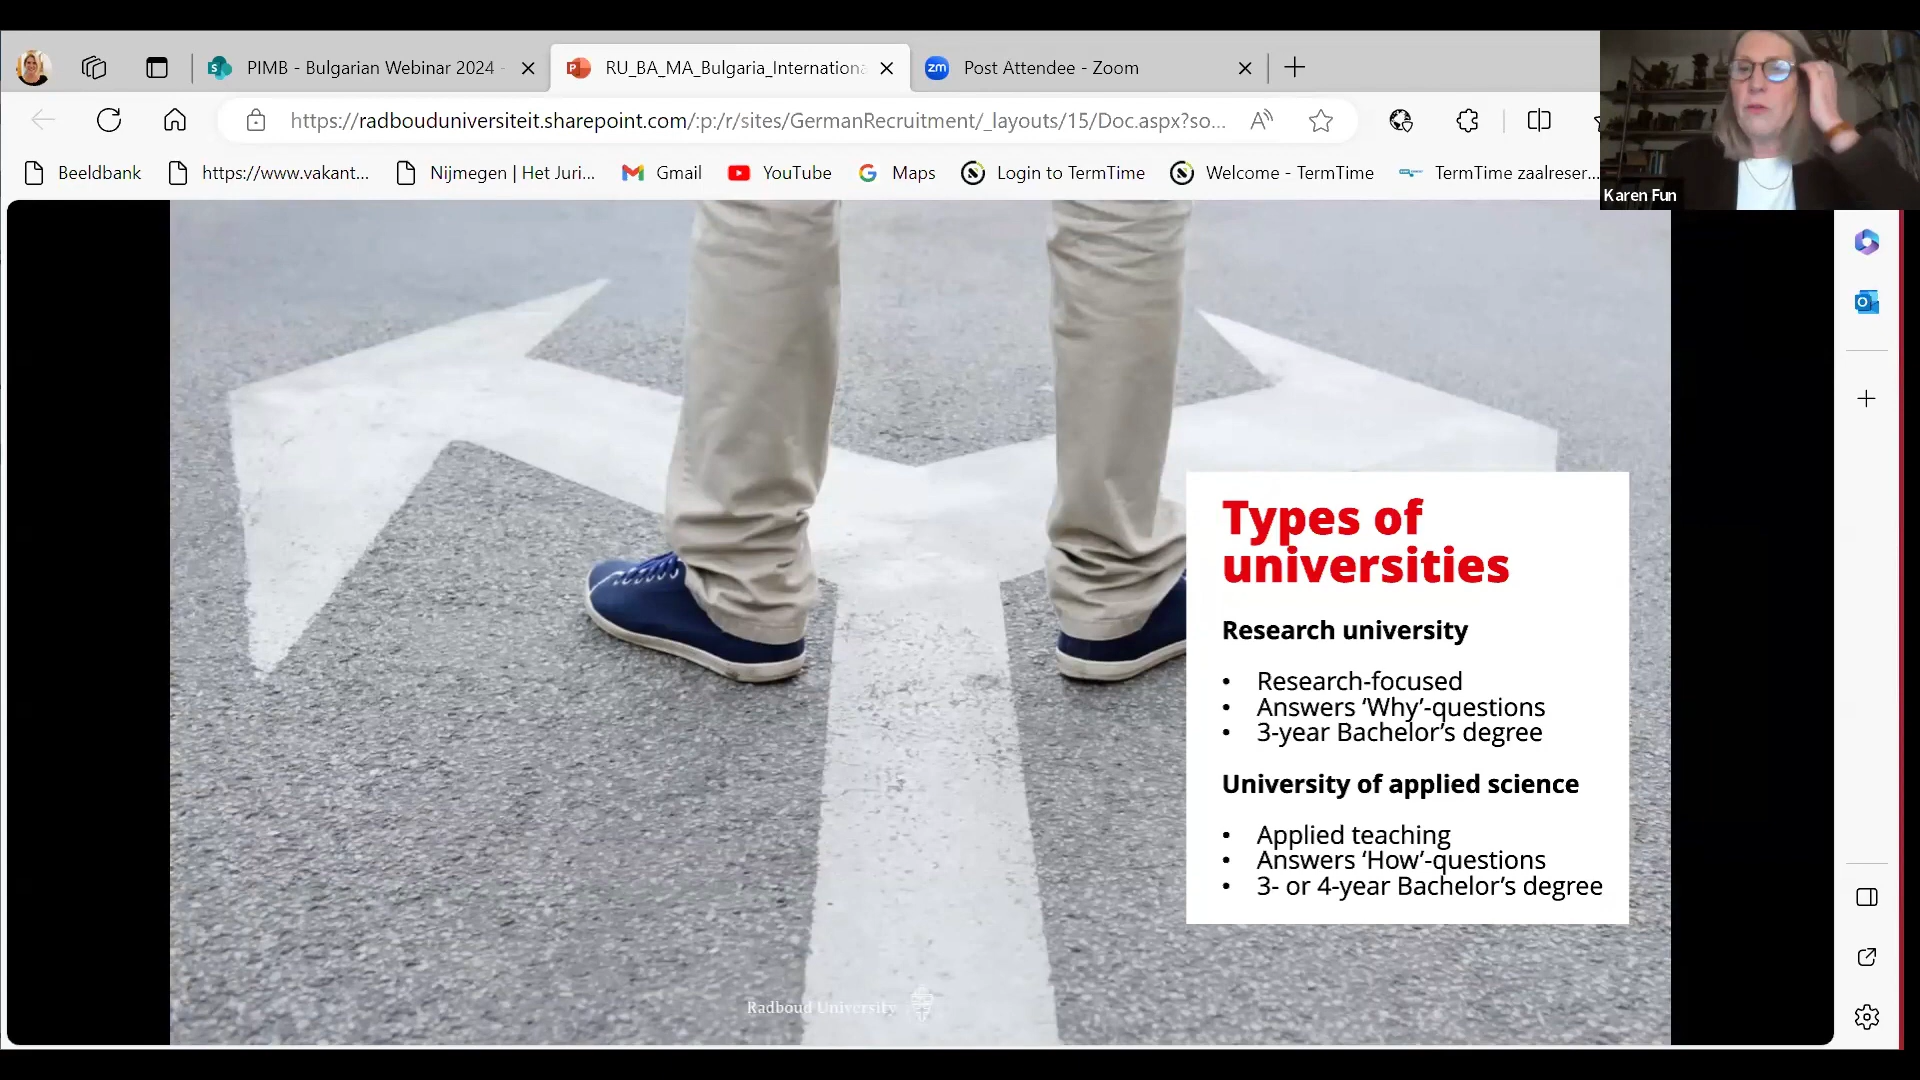 PIMB - Bulgarian Webinar 2024 -
RU_BA_MA_Bulgaria_Internationa
zm
Post Attendee - Zoom
https://radbouduniversiteit.sharepoint.com/:p:/r/sites/GermanRecruitment/_layouts/15/Doc.aspx?so...
Beeldbank
https://www.vakant...
Nijmegen | Het Juri...
Gmail
YouTube
Maps
Login to TermTime
Welcome - TermTime
TermTime zaalreser...
Karen Fun
Types of
universities
Research university
• Research-focused
• Answers ‘Why’-questions
• 3-year Bachelor’s degree
University of applied science
• Applied teaching
• Answers ‘How’-questions
• 3- or 4-year Bachelor’s degree
Radboud University